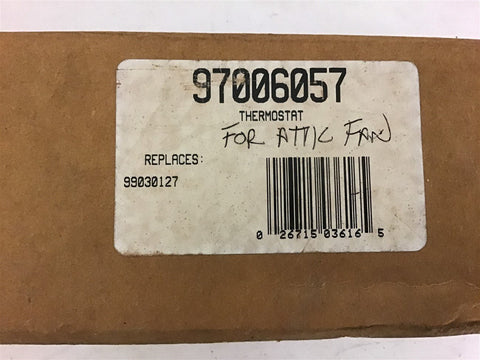 97006057
THERMOSTAT
FOR ATTIC FAN
REPLACES:
99030127
0 26715 03616 5